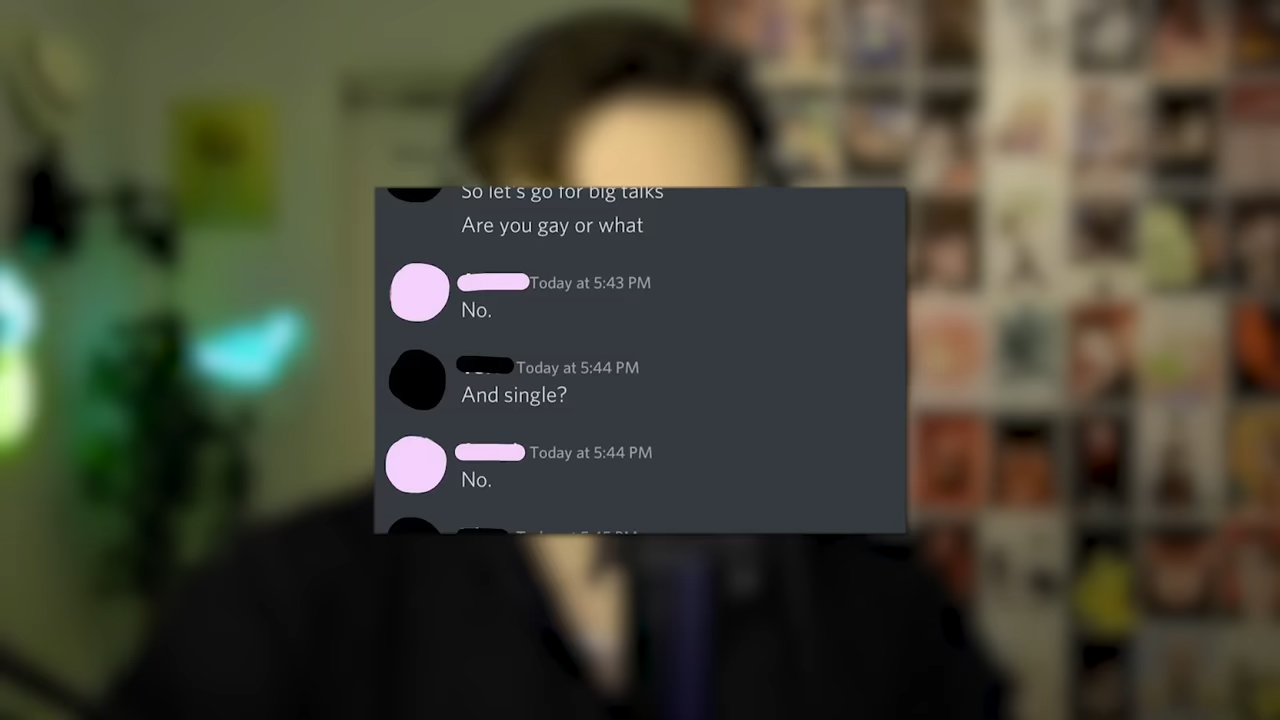 So let's go for big talks
Are you gay or what
Today at 5:43 PM
No.
Today at 5:44 PM
And single?
Today at 5:44 PM
No.